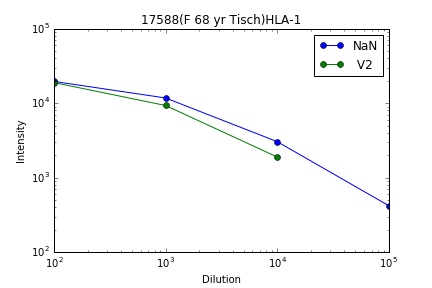 17588(F 68 yr Tisch)HLA-1
10^5
10^4
10^3
10^2
Intensity
NaN
V2
10^2 10^3 10^4 10^5
Dilution